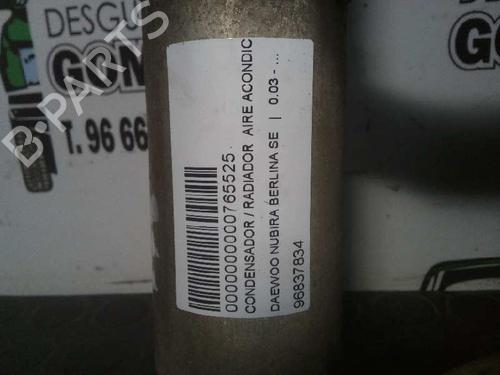 DESGU
GOM
T. 96 66
B-PARTS
0000000000765525
CONDENSADOR / RADIADOR AIRE ACONDIC
DAEWOO NUBIRA BERLINA SE | 0.03 - ...
96837834